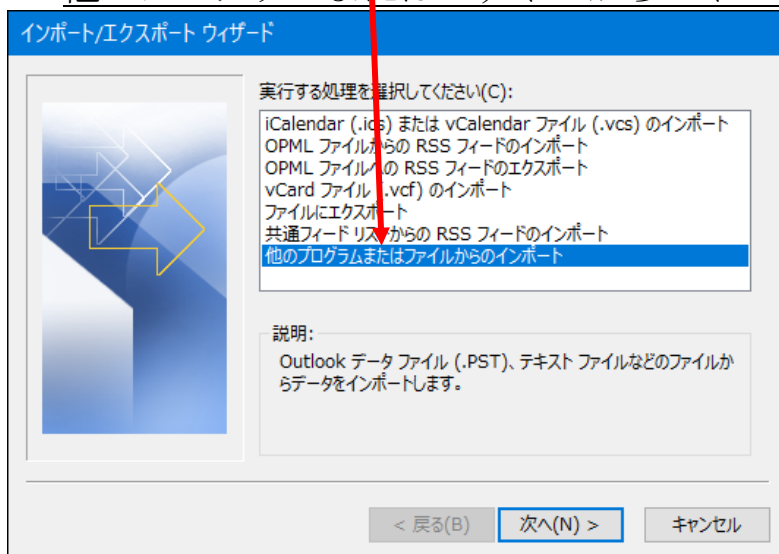 インポート/エクスポート ウィザード
実行する処理を選択してください(C):
iCalendar (.ics) または vCalendar ファイル (.vcs) のインポート
OPML ファイルからの RSS フィードのインポート
OPML ファイルへの RSS フィードのエクスポート
vCard ファイル (.vcf) のインポート
ファイルにエクスポート
共通フィード リストからの RSS フィードのインポート
他のプログラムまたはファイルからのインポート
説明:
Outlook データ ファイル (.PST)、テキスト ファイルなどのファイルか
らデータをインポートします。
< 戻る(B)
次へ(N) >
キャンセル